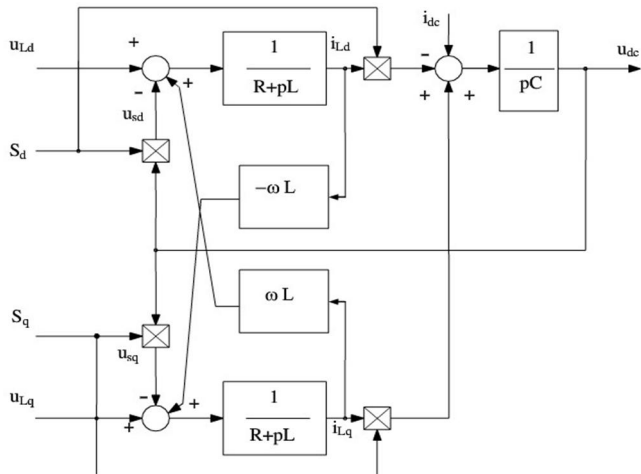 i_dc
u_Ld
+
+
1
R+pL
i_Ld
-
+
+
1
pC
u_dc
-
u_sd
S_d
−ω L
ω L
S_q
u_sq
-
u_Lq
+
+
1
R+pL
i_Lq